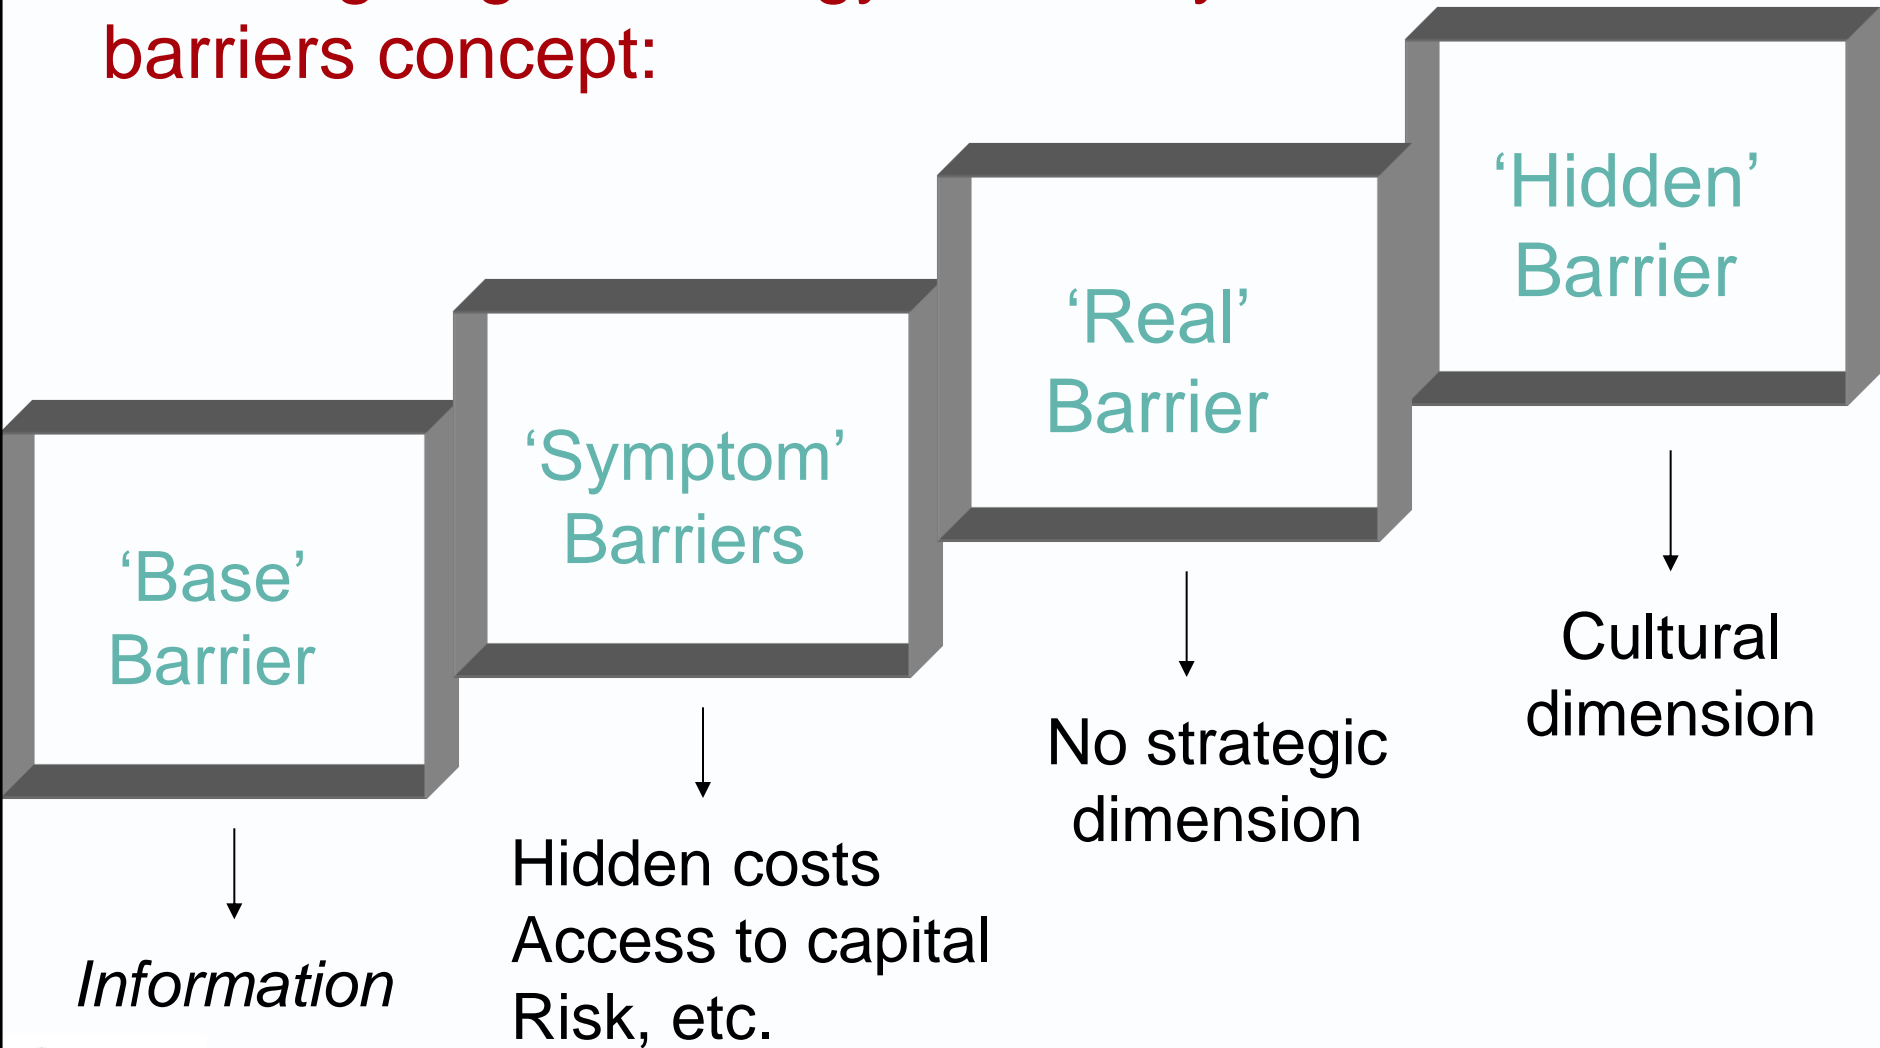 barriers concept:
‘Hidden’
Barrier
‘Real’
Barrier
‘Symptom’
Barriers
‘Base’
Barrier
Cultural
dimension
No strategic
dimension
Hidden costs
Access to capital
Risk, etc.
Information